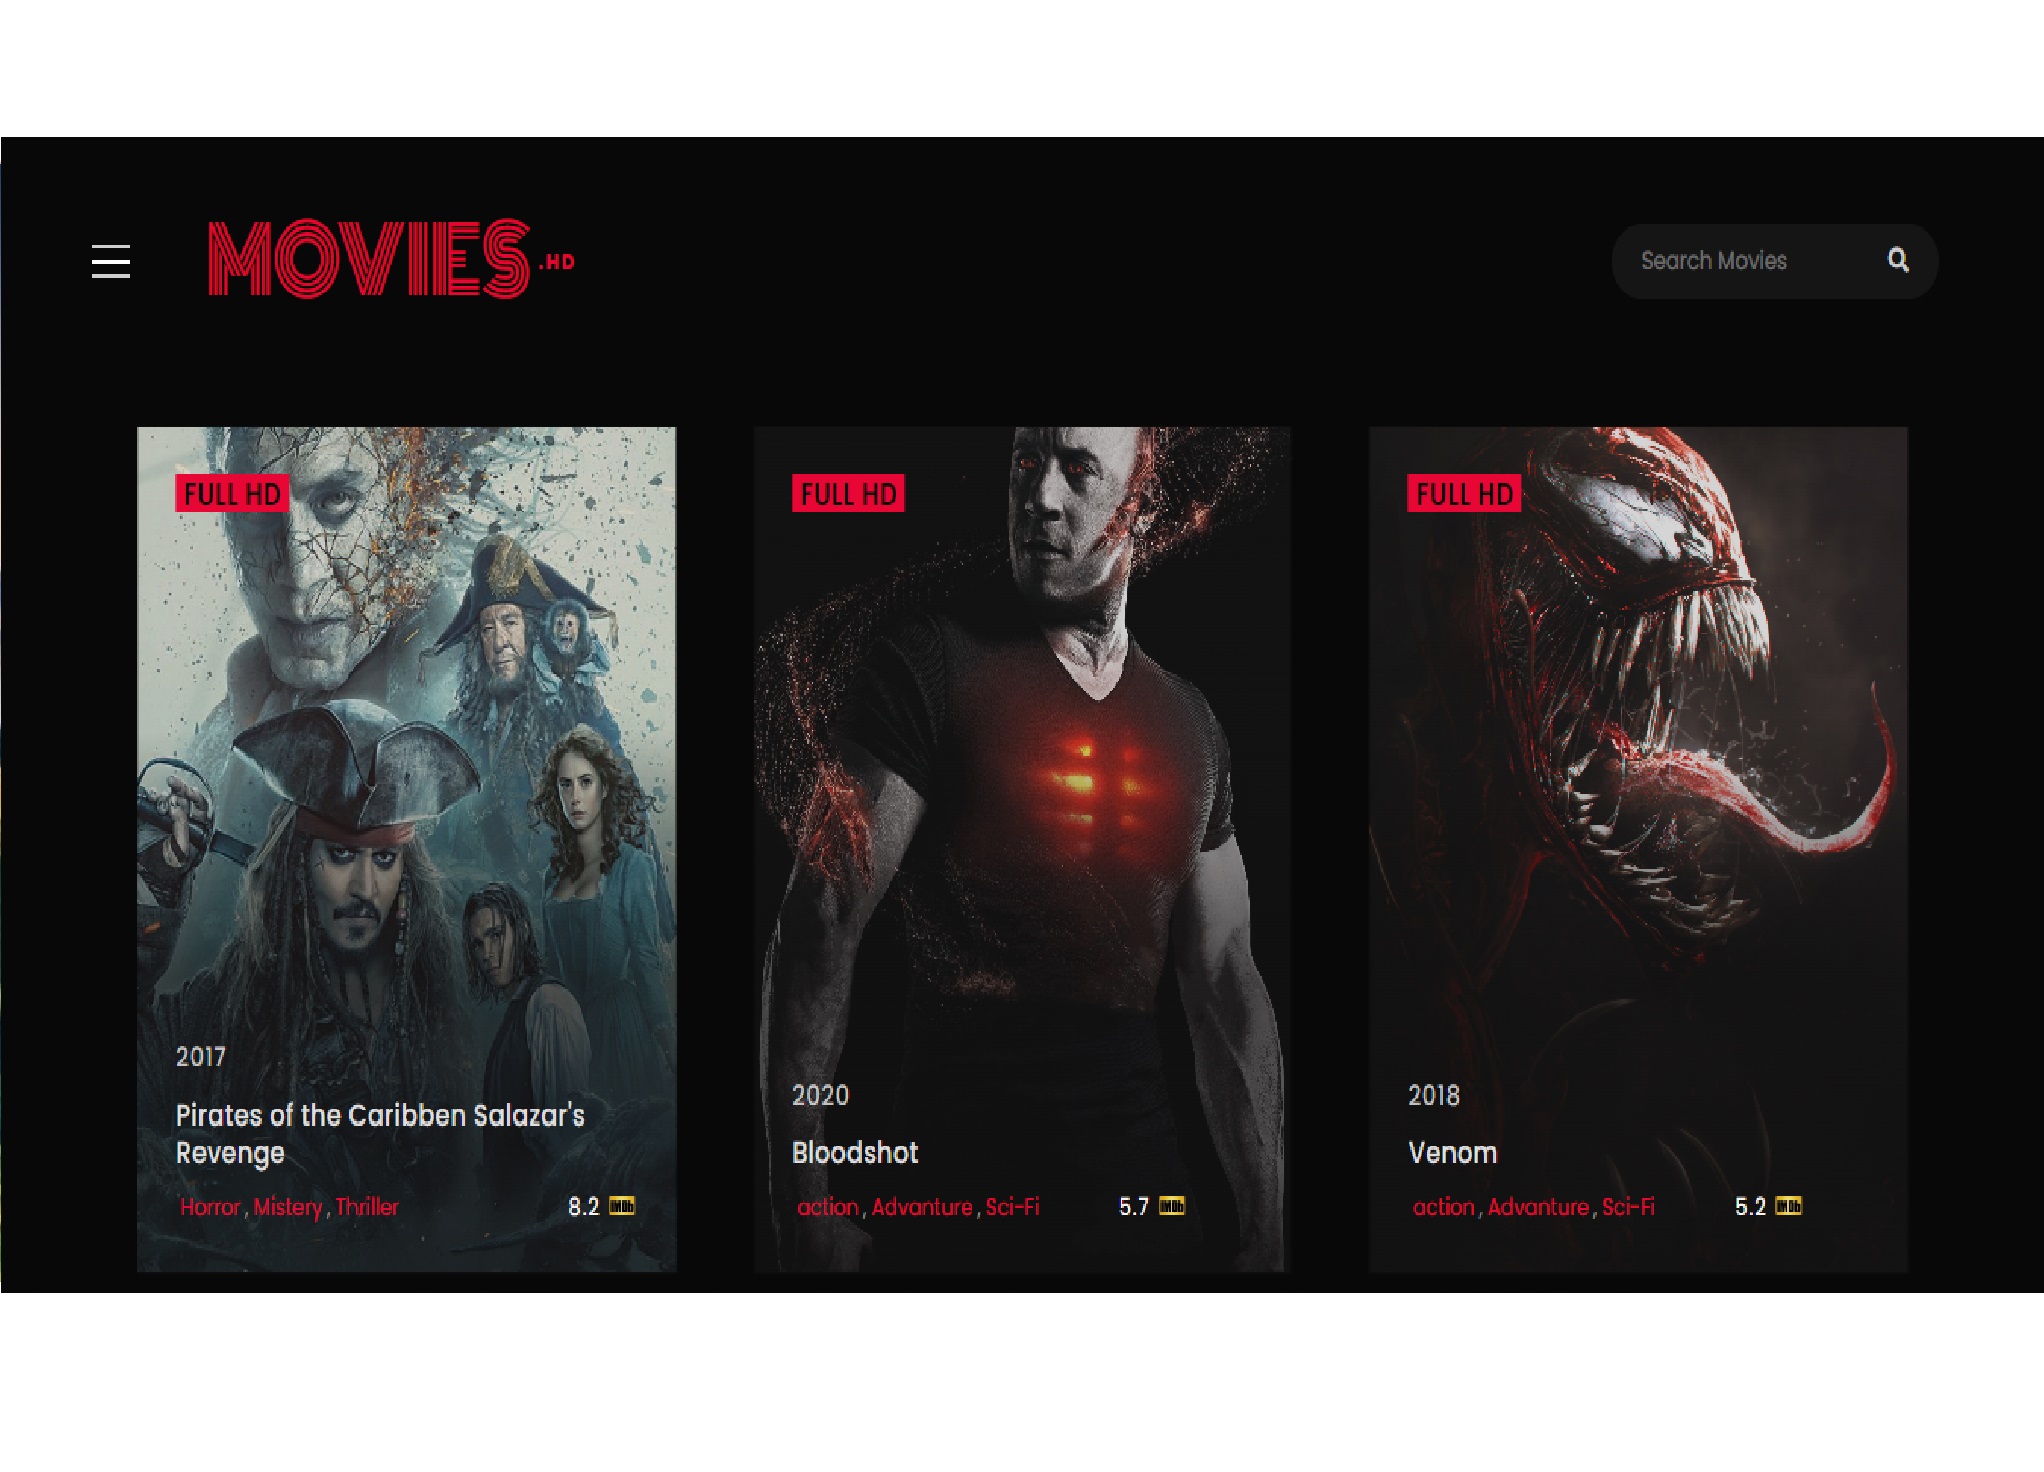 MOVIES.HD
Search Movies
FULL HD
2017
Pirates of the Caribben Salazar's
Revenge
Horror , Mistery , Thriller
8.2 IMDb
FULL HD
2020
Bloodshot
action , Advanture , Sci-Fi
5.7 IMDb
FULL HD
2018
Venom
action , Advanture , Sci-Fi
5.2 IMDb